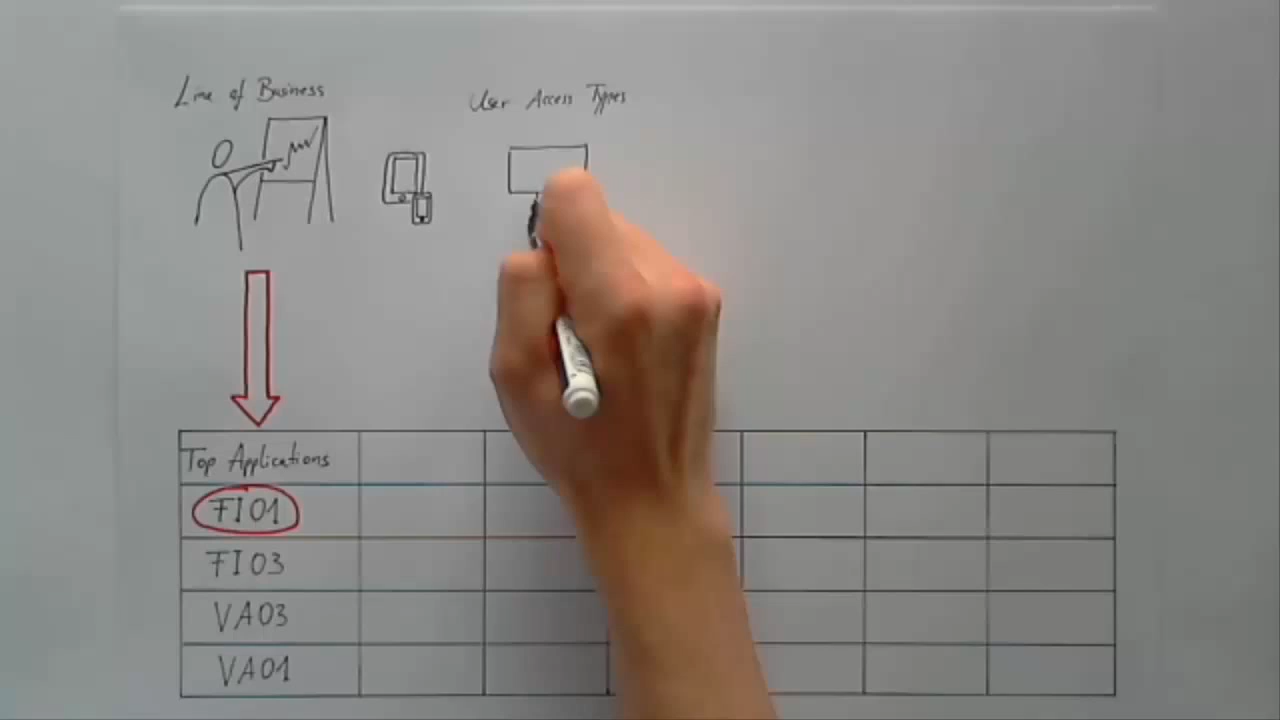 Line of Business
User Access Types
Top Applications
FI01
FI03
VA03
VA01